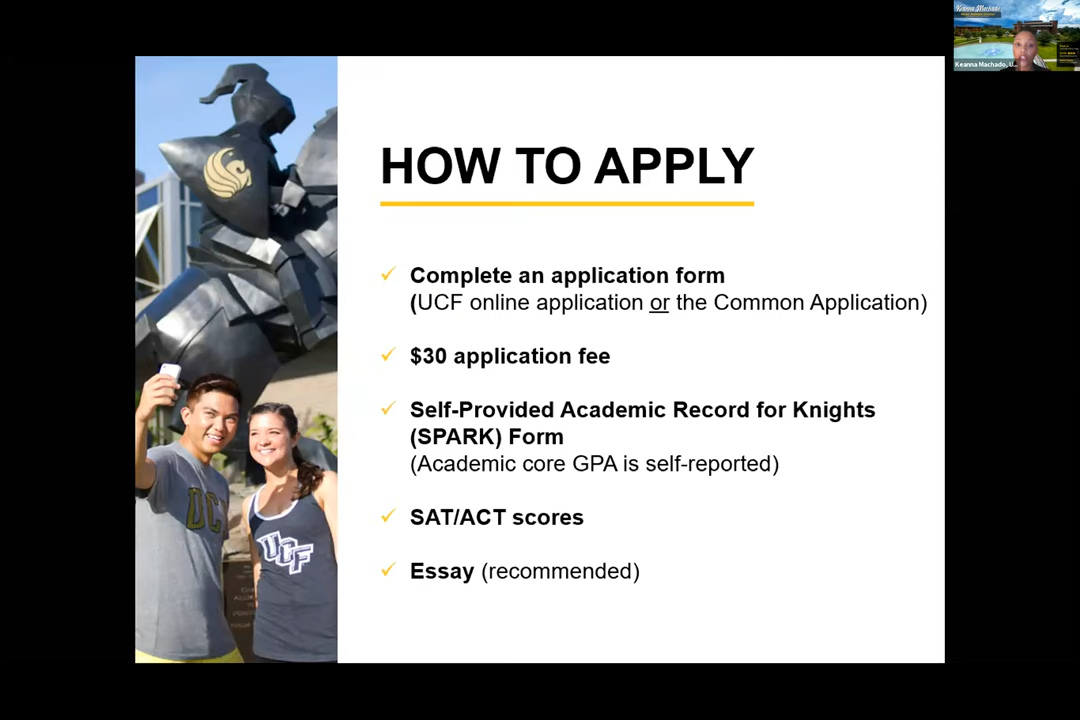 Keanna Machado
Keanna Machado, U...
HOW TO APPLY
Complete an application form
(UCF online application or the Common Application)
$30 application fee
Self-Provided Academic Record for Knights
(SPARK) Form
(Academic core GPA is self-reported)
SAT/ACT scores
Essay (recommended)
UCF